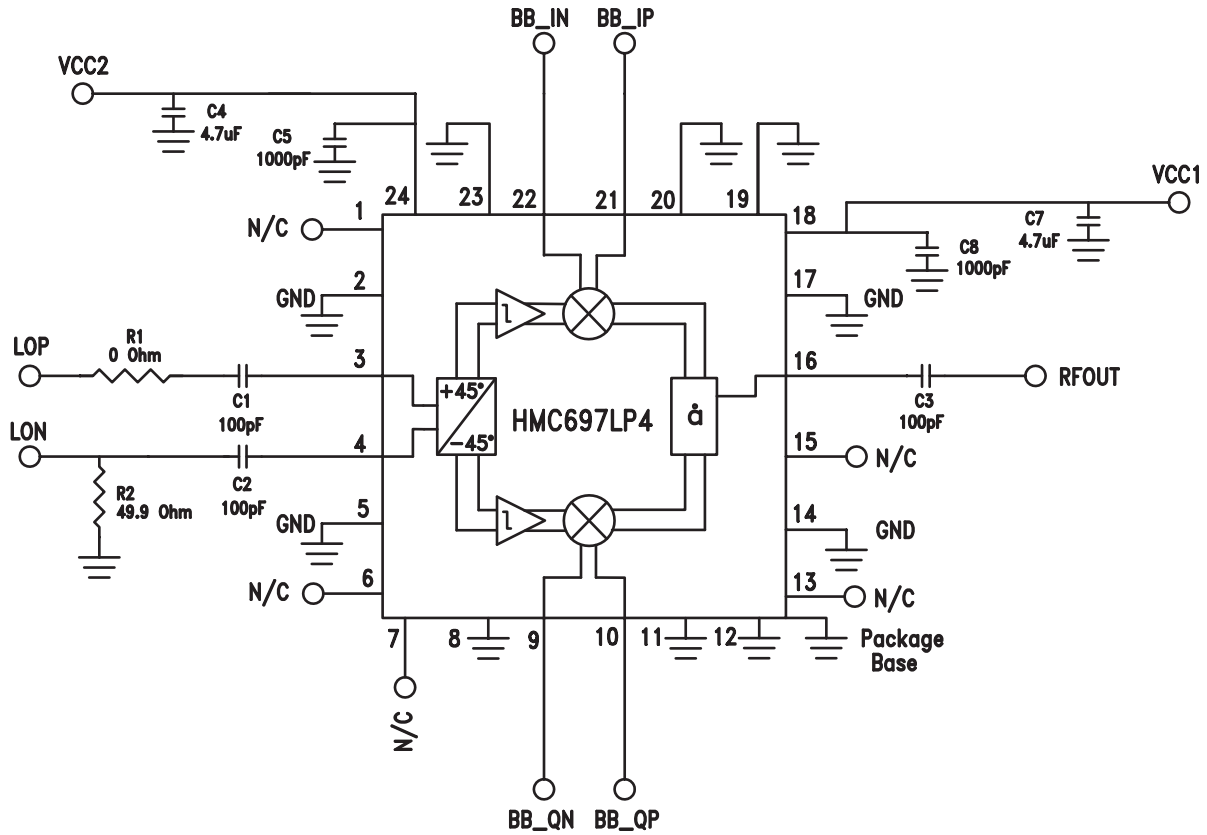 BB_IN BB_IP
VCC2
C4
4.7uF
C5
1000pF
VCC1
C7
4.7uF
C8
1000pF
24 23 22 21 20 19
N/C 1
GND 2
LOP
R1
0 Ohm
C1
100pF
3
LON
R2
49.9 Ohm
C2
100pF
4
GND 5
N/C 6
+45°
-45°
HMC697LP4
å
18
17 GND
16
C3
100pF
RFOUT
15 N/C
14 GND
13 N/C
7 8 9 10 11 12
Package
Base
N/C
BB_QN BB_QP